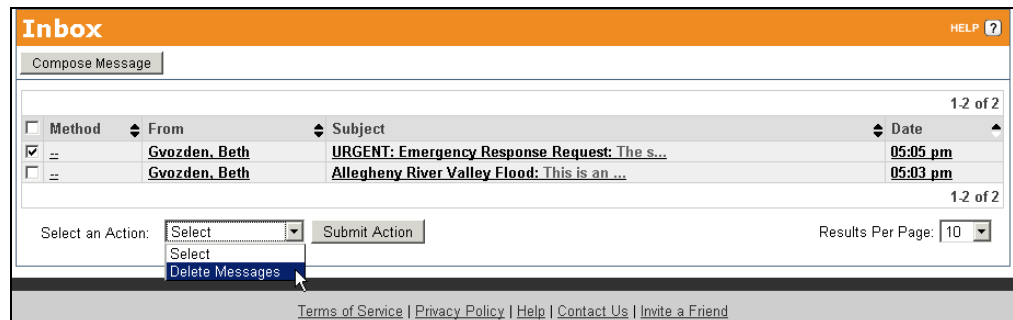 Inbox HELP ?
Compose Message
1-2 of 2
Method From Subject Date
-- Gvozden, Beth URGENT: Emergency Response Request: The s... 05:05 pm
-- Gvozden, Beth Allegheny River Valley Flood: This is an ... 05:03 pm
1-2 of 2
Select an Action: Select Submit Action Results Per Page: 10
Select
Delete Messages
Terms of Service | Privacy Policy | Help | Contact Us | Invite a Friend